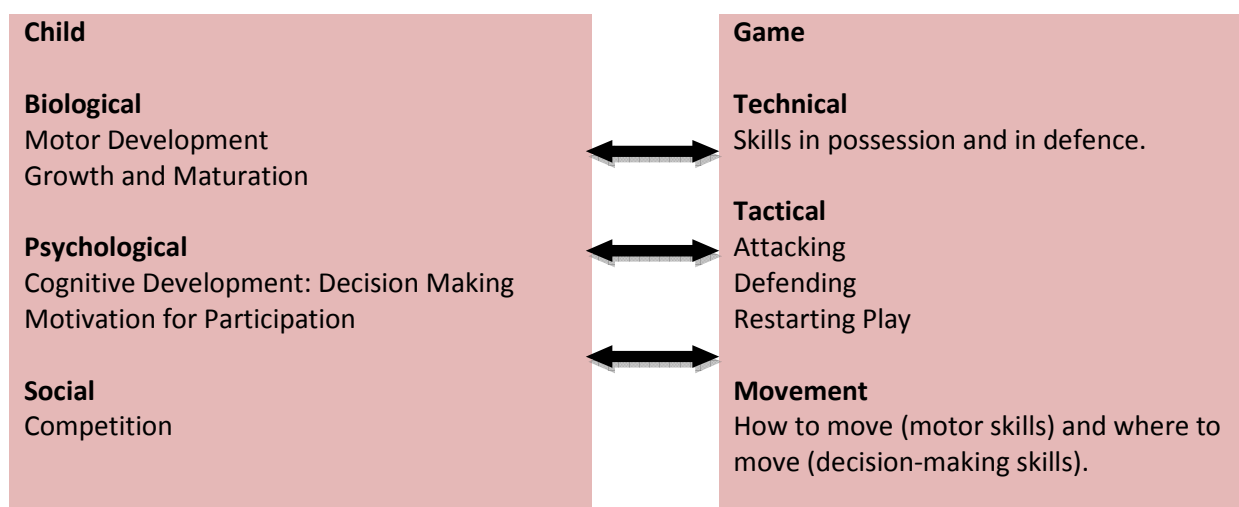 Child
Biological
Motor Development
Growth and Maturation
Psychological
Cognitive Development: Decision Making
Motivation for Participation
Social
Competition
Game
Technical
Skills in possession and in defence.
Tactical
Attacking
Defending
Restarting Play
Movement
How to move (motor skills) and where to
move (decision-making skills).